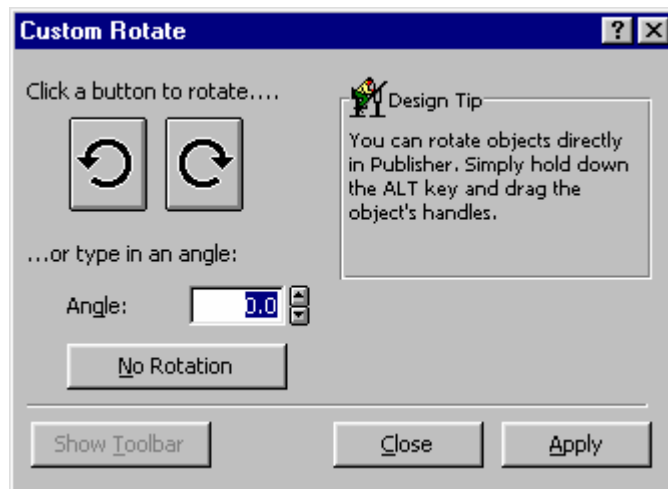 Custom Rotate
Click a button to rotate....
Design Tip
You can rotate objects directly
in Publisher. Simply hold down
the ALT key and drag the
object's handles.
...or type in an angle:
Angle: 0.0
No Rotation
Show Toolbar Close Apply